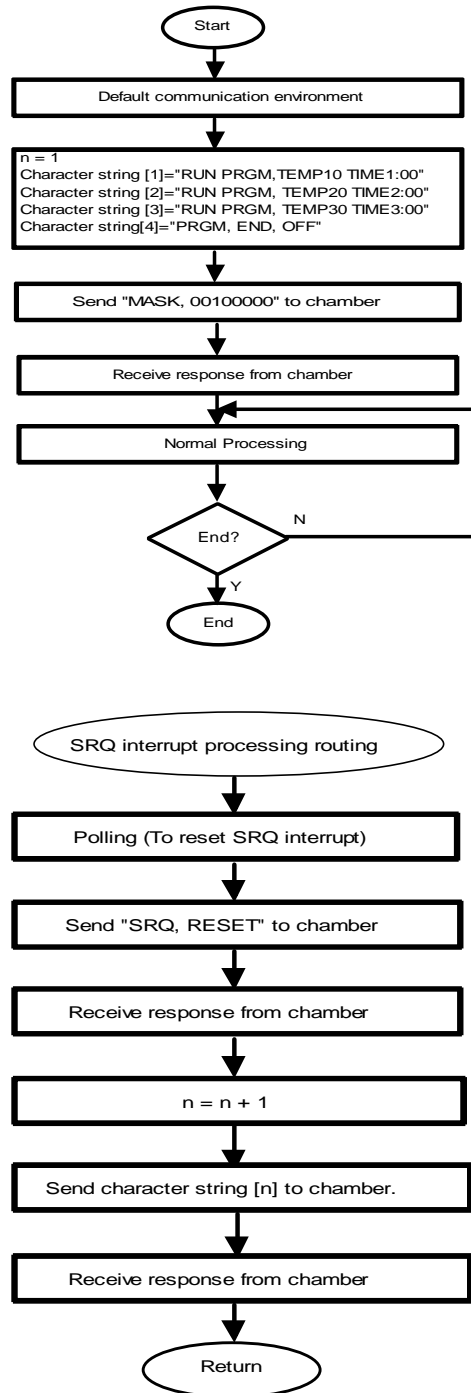 Start
Default communication environment
n = 1
Character string [1]="RUN PRGM,TEMP10 TIME1:00"
Character string [2]="RUN PRGM, TEMP20 TIME2:00"
Character string [3]="RUN PRGM, TEMP30 TIME3:00"
Character string[4]="PRGM, END, OFF"
Send "MASK, 00100000" to chamber
Receive response from chamber
Normal Processing
End?
N
Y
End
SRQ interrupt processing routing
Polling (To reset SRQ interrupt)
Send "SRQ, RESET" to chamber
Receive response from chamber
n = n + 1
Send character string [n] to chamber.
Receive response from chamber
Return